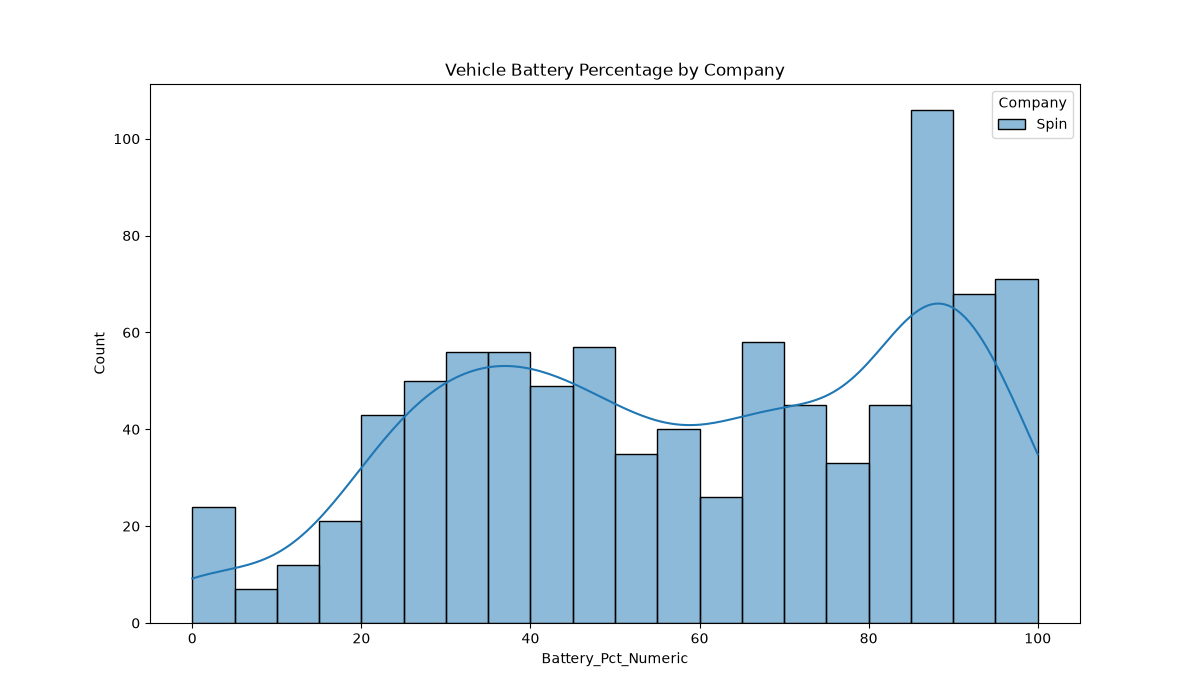 Vehicle Battery Percentage by Company
Company
Spin
Count
100
80
60
40
20
0
0 20 40 60 80 100
Battery_Pct_Numeric